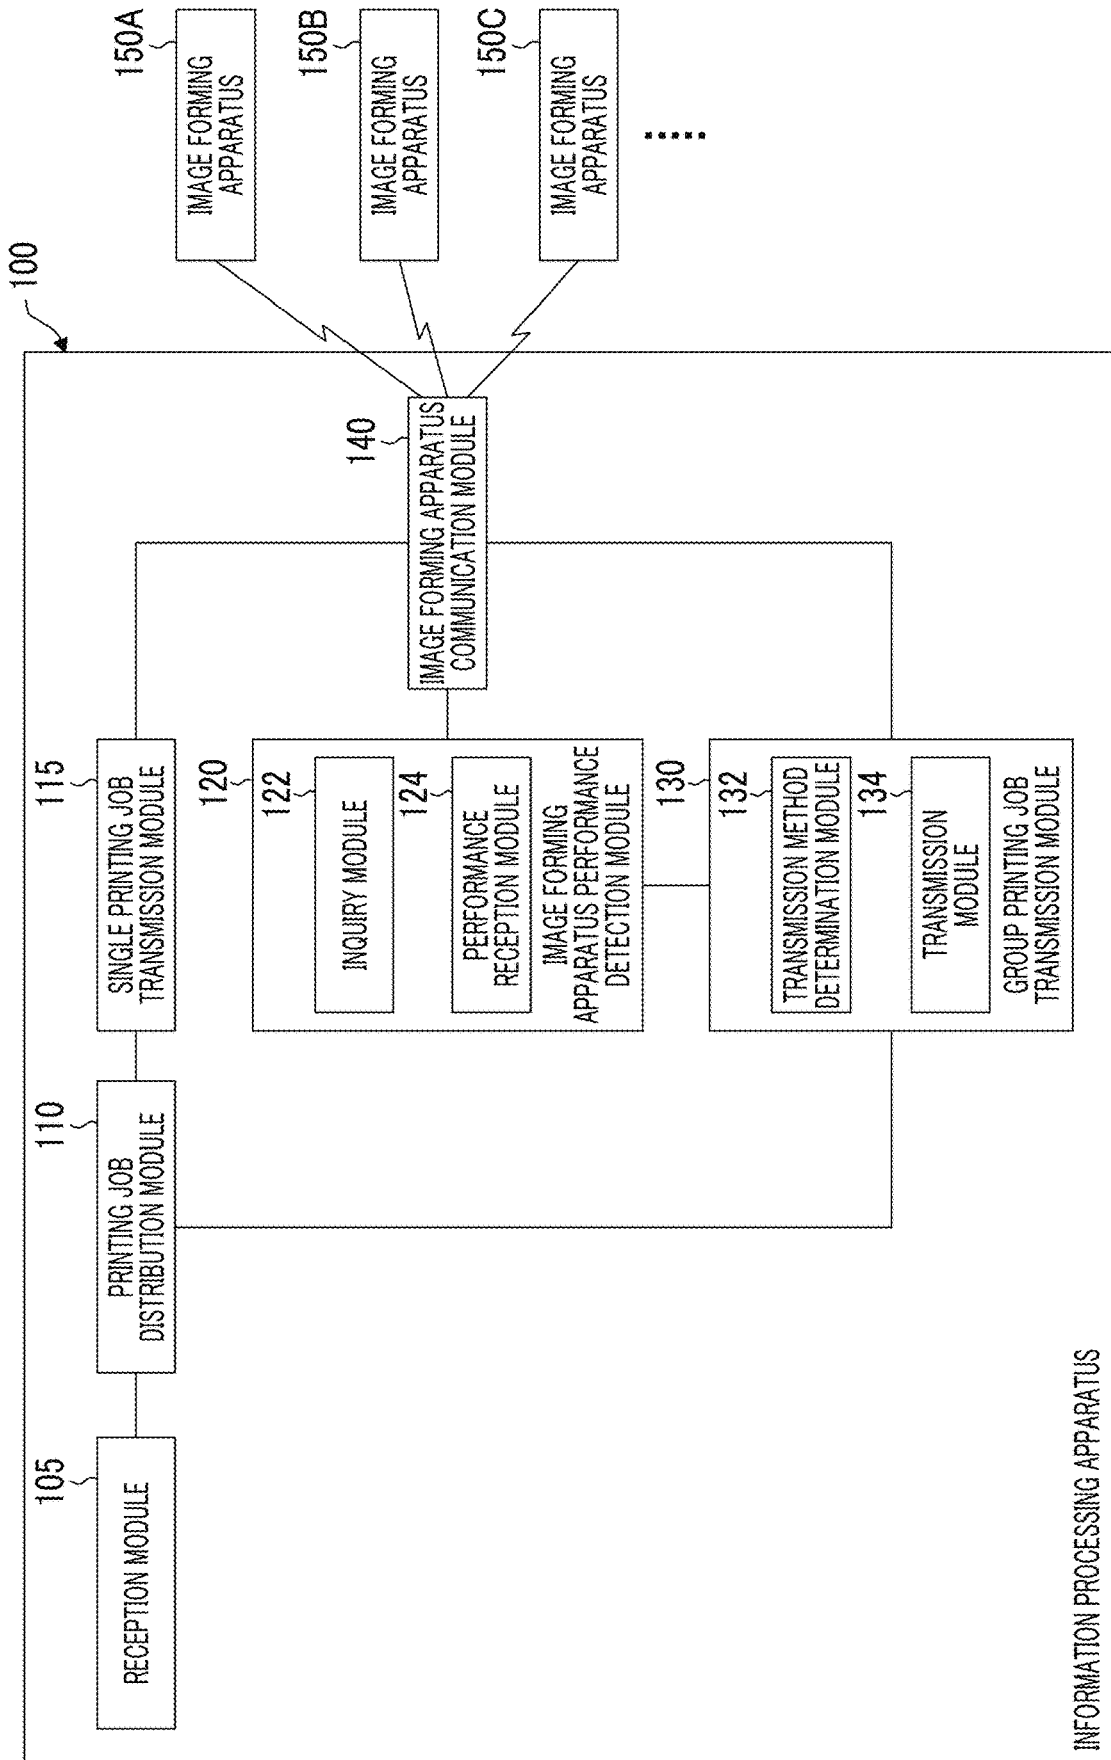 100
105
RECEPTION MODULE
110
PRINTING JOB
DISTRIBUTION MODULE
115
SINGLE PRINTING JOB
TRANSMISSION MODULE
120
122
INQUIRY MODULE
124
PERFORMANCE
RECEPTION MODULE
IMAGE FORMING
APPARATUS PERFORMANCE
DETECTION MODULE
130
132
TRANSMISSION METHOD
DETERMINATION MODULE
134
TRANSMISSION
MODULE
GROUP PRINTING JOB
TRANSMISSION MODULE
140
IMAGE FORMING APPARATUS
COMMUNICATION MODULE
150A
IMAGE FORMING
APPARATUS
150B
IMAGE FORMING
APPARATUS
150C
IMAGE FORMING
APPARATUS
INFORMATION PROCESSING APPARATUS